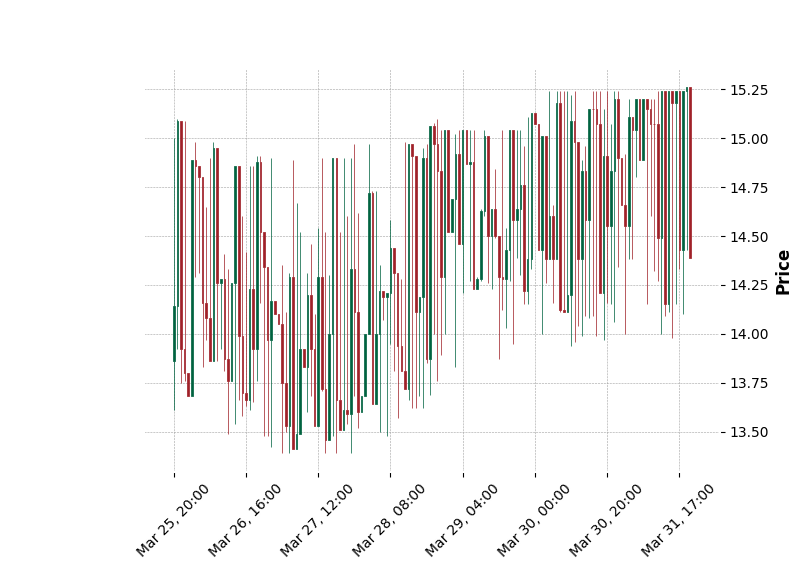 15.25
15.00
14.75
14.50
14.25
14.00
13.75
13.50
Price
Mar 25, 20:00
Mar 26, 16:00
Mar 27, 12:00
Mar 28, 08:00
Mar 29, 04:00
Mar 30, 00:00
Mar 30, 20:00
Mar 31, 17:00